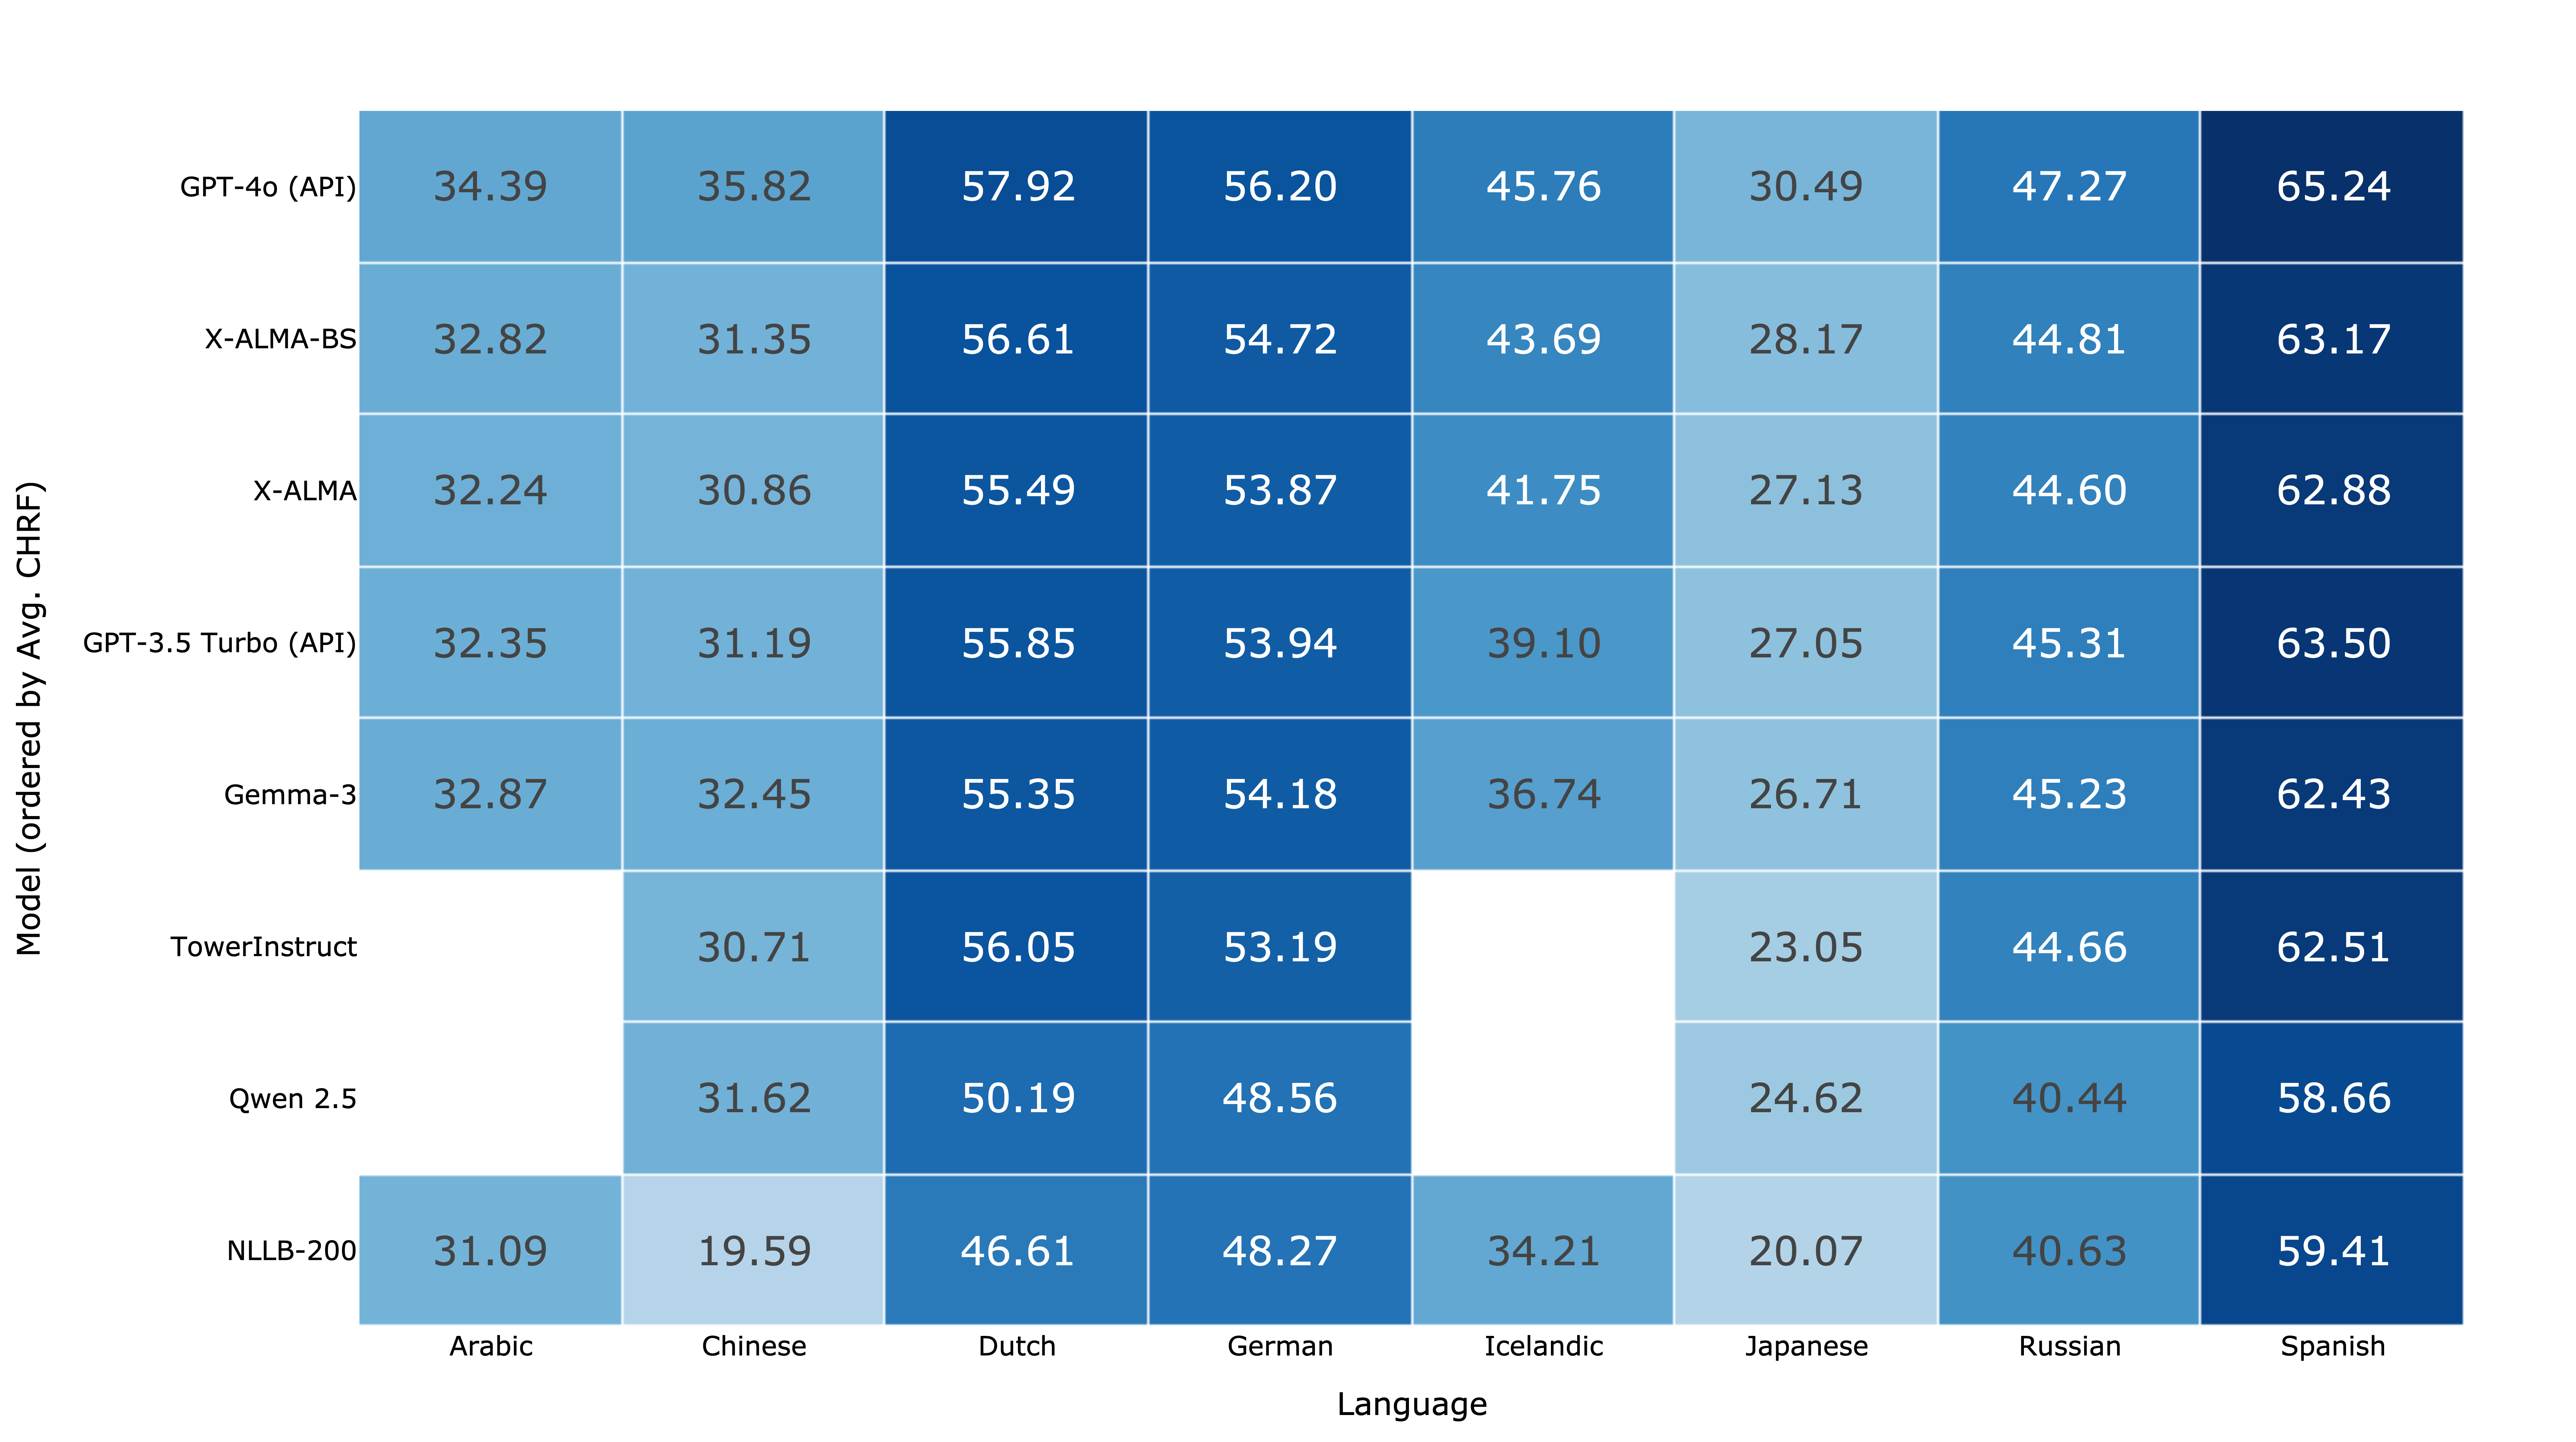 Model (ordered by Avg. CHRF)
GPT-4o (API) 34.39 35.82 57.92 56.20 45.76 30.49 47.27 65.24
X-ALMA-BS 32.82 31.35 56.61 54.72 43.69 28.17 44.81 63.17
X-ALMA 32.24 30.86 55.49 53.87 41.75 27.13 44.60 62.88
GPT-3.5 Turbo (API) 32.35 31.19 55.85 53.94 39.10 27.05 45.31 63.50
Gemma-3 32.87 32.45 55.35 54.18 36.74 26.71 45.23 62.43
TowerInstruct 30.71 56.05 53.19 23.05 44.66 62.51
Qwen 2.5 31.62 50.19 48.56 24.62 40.44 58.66
NLLB-200 31.09 19.59 46.61 48.27 34.21 20.07 40.63 59.41
Arabic Chinese Dutch German Icelandic Japanese Russian Spanish
Language